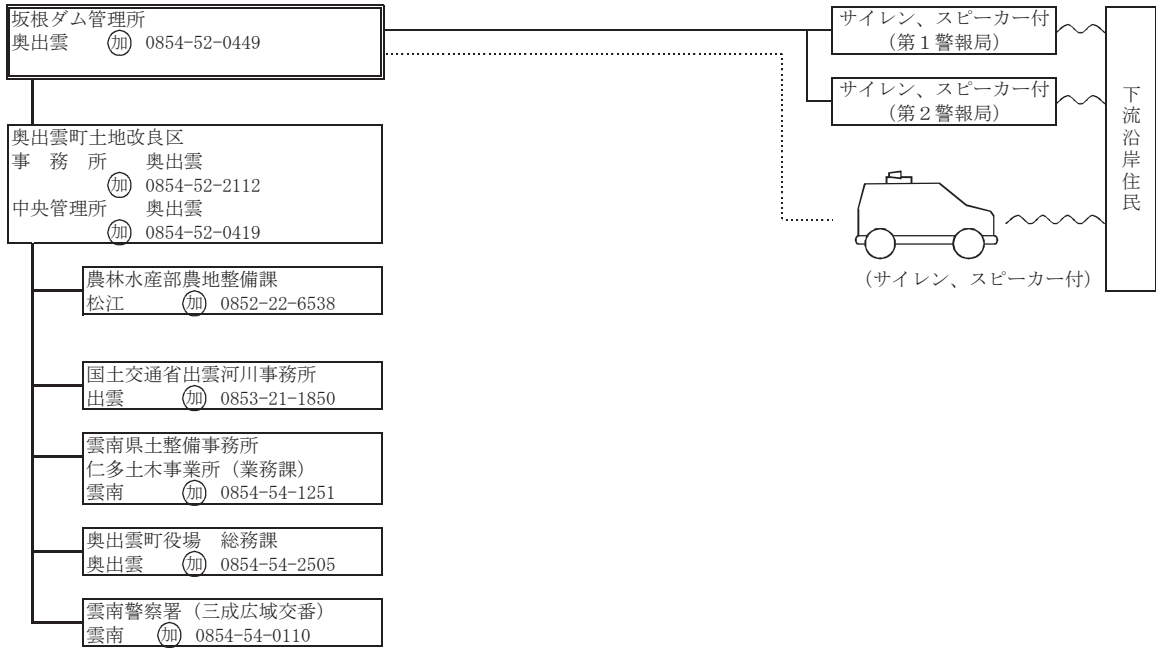 坂根ダム管理所
奥出雲　㊎加 0854-52-0449
奥出雲町土地改良区
事　務　所　　奥出雲
加 0854-52-2112
中央管理所　　奥出雲
加 0854-52-0419
農林水産部農地整備課
松江　加 0852-22-6538
国土交通省出雲河川事務所
出雲　加 0853-21-1850
雲南県土整備事務所
仁多土木事業所（業務課）
雲南　加 0854-54-1251
奥出雲町役場　総務課
奥出雲　加 0854-54-2505
雲南警察署（三成広域交番）
雲南　加 0854-54-0110
サイレン、スピーカー付
（第１警報局）
サイレン、スピーカー付
（第２警報局）
（サイレン、スピーカー付）
下流沿岸住民